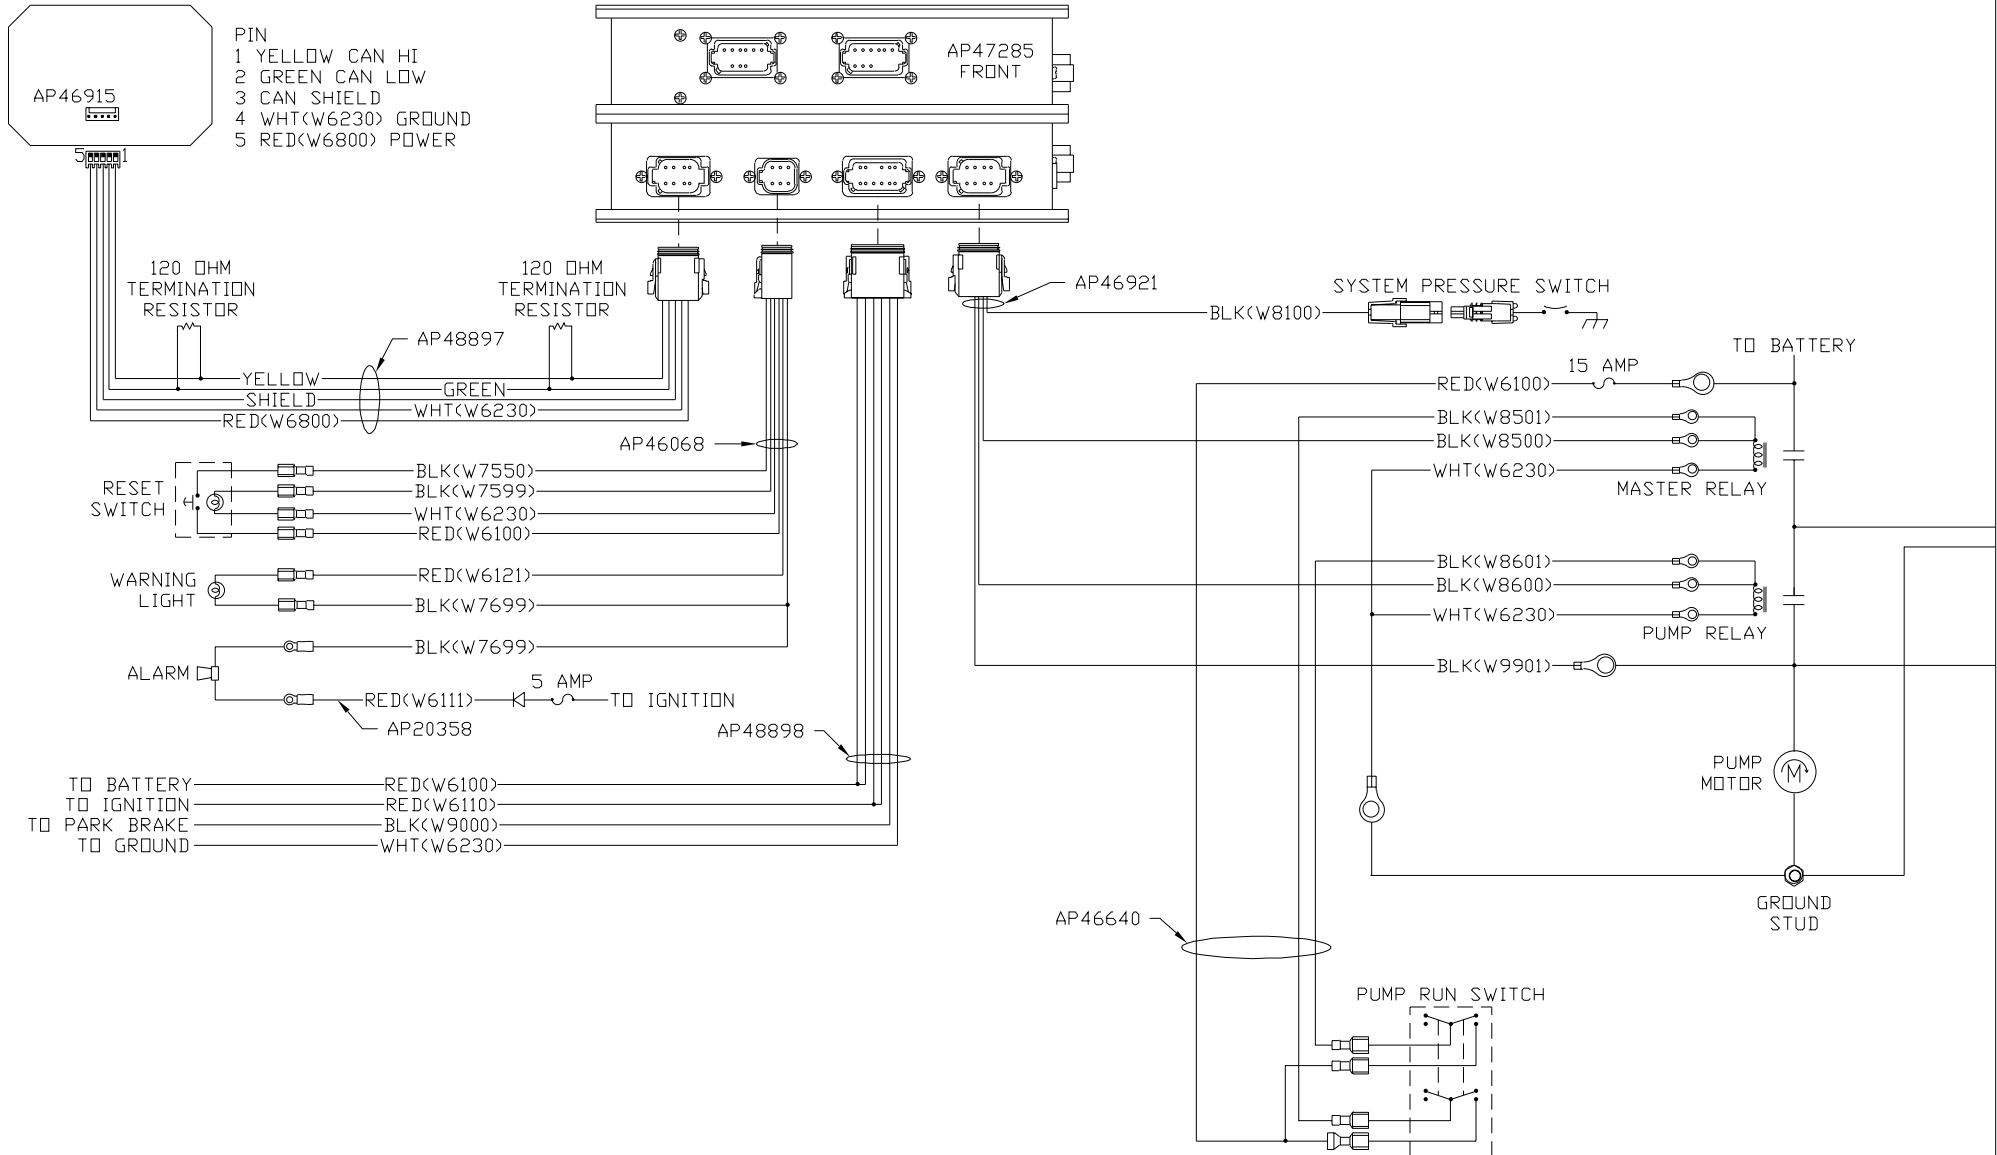 PIN
1 YELLOW CAN HI
2 GREEN CAN LOW
3 CAN SHIELD
4 WHT(W6230) GROUND
5 RED(W6800) POWER
AP46915
5
1
AP47285
FRONT
120 OHM
TERMINATION
RESISTOR
120 OHM
TERMINATION
RESISTOR
AP48897
YELLOW
GREEN
SHIELD
WHT(W6230)
RED(W6800)
AP46068
RESET
SWITCH
BLK(W7550)
BLK(W7599)
WHT(W6230)
RED(W6100)
WARNING
LIGHT
RED(W6121)
BLK(W7699)
ALARM
BLK(W7699)
RED(W6111)
5 AMP
TO IGNITION
AP20358
AP48898
TO BATTERY
RED(W6100)
TO IGNITION
RED(W6110)
TO PARK BRAKE
BLK(W9000)
TO GROUND
WHT(W6230)
AP46921
BLK(W8100)
SYSTEM PRESSURE SWITCH
TO BATTERY
15 AMP
RED(W6100)
BLK(W8501)
BLK(W8500)
WHT(W6230)
MASTER RELAY
BLK(W8601)
BLK(W8600)
WHT(W6230)
PUMP RELAY
BLK(W9901)
PUMP
MOTOR
M
GROUND
STUD
AP46640
PUMP RUN SWITCH